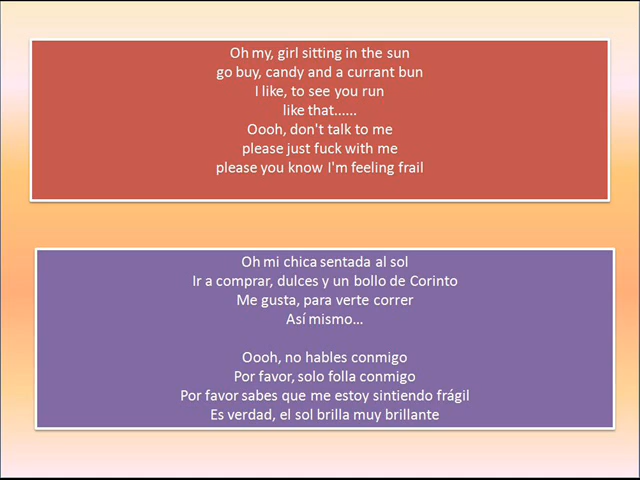 Oh my, girl sitting in the sun
go buy, candy and a currant bun
I like, to see you run
like that......
Oooh, don't talk to me
please just fuck with me
please you know I'm feeling frail
Oh mi chica sentada al sol
Ir a comprar, dulces y un bollo de Corinto
Me gusta, para verte correr
Así mismo...
Oooh, no hables conmigo
Por favor, solo folla conmigo
Por favor sabes que me estoy sintiendo frágil
Es verdad, el sol brilla muy brillante